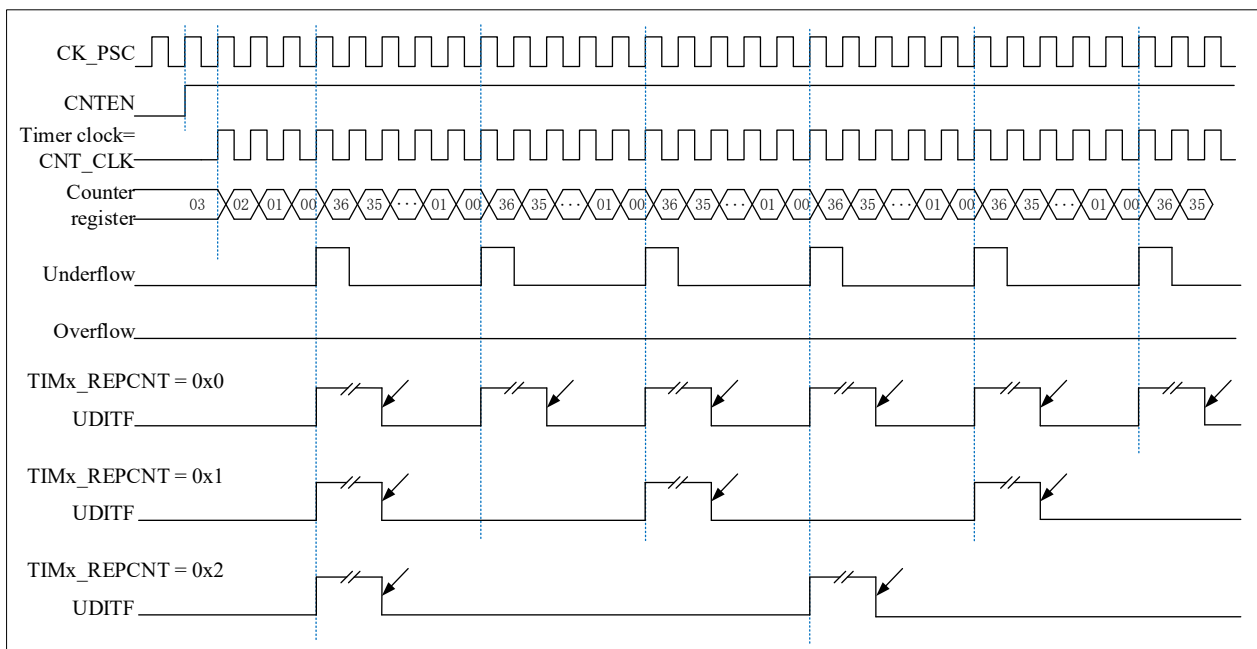 CK_PSC
CNTEN
Timer clock=
CNT_CLK
Counter
register
03 02 01 00 36 35 ··· 01 00 36 35 ··· 01 00 36 35 ··· 01 00 36 35 ··· 01 00 36 35 ··· 01 00 36 35
Underflow
Overflow
TIMx_REPCNT = 0x0
UDITF
TIMx_REPCNT = 0x1
UDITF
TIMx_REPCNT = 0x2
UDITF